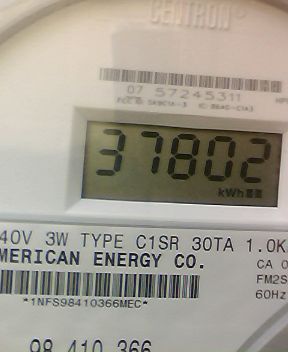 CENTRON®
07 57245311
37802
kWh
40V 3W TYPE C1SR 30TA 1.0K
MERICAN ENERGY CO.
CA 0
FM2S
60Hz
*1NFS98410366MEC*
98 410 366